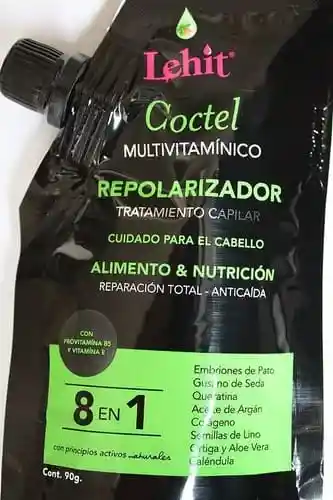 Lehit
Coctel
MULTIVITAMÍNICO
REPOLARIZADOR
TRATAMIENTO CAPILAR
CUIDADO PARA EL CABELLO
ALIMENTO & NUTRICIÓN
REPARACIÓN TOTAL - ANTICAÍDA
CON
PROVITAMINA B5
Y VITAMINA E
8 EN 1
con principios activos naturales
Embriones de Pato
Gusano de Seda
Queratina
Aceite de Argán
Colágeno
Semillas de Lino
Ortiga y Aloe Vera
Caléndula
Cont. 90g.